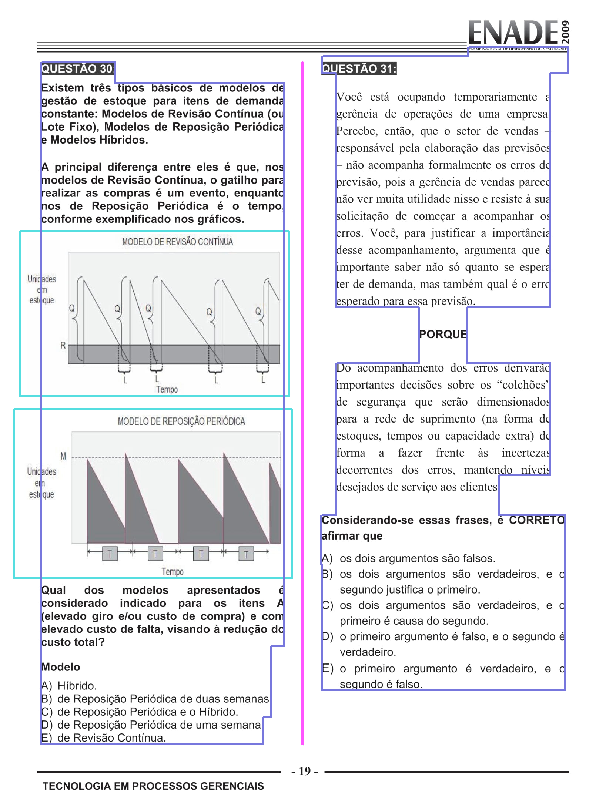 ENADE 2009
QUESTÃO 30
Existem três tipos básicos de modelos de
gestão de estoque para itens de demanda
constante: Modelos de Revisão Contínua (ou
Lote Fixo), Modelos de Reposição Periódica
e Modelos Híbridos.
A principal diferença entre eles é que, nos
modelos de Revisão Contínua, o gatilho para
realizar as compras é um evento, enquanto
nos de Reposição Periódica é o tempo,
conforme exemplificado nos gráficos.
MODELO DE REVISÃO CONTÍNUA
Unidades
em
estoque
Q Q Q Q
R
L L L L
Tempo
MODELO DE REPOSIÇÃO PERIÓDICA
M
Unidades
em
estoque
T T T T
Tempo
Qual dos modelos apresentados é
considerado indicado para os itens A
(elevado giro e/ou custo de compra) e com
elevado custo de falta, visando à redução do
custo total?
Modelo
A) Híbrido.
B) de Reposição Periódica de duas semanas
C) de Reposição Periódica e o Híbrido.
D) de Reposição Periódica de uma semana
E) de Revisão Contínua.
QUESTÃO 31:
Você está ocupando temporariamente a
gerência de operações de uma empresa.
Percebe, então, que o setor de vendas –
responsável pela elaboração das previsões
– não acompanha formalmente os erros de
previsão, pois a gerência de vendas parece
não ver muita utilidade nisso e resiste à sua
solicitação de começar a acompanhar os
erros. Você, para justificar a importância
desse acompanhamento, argumenta que é
importante saber não só quanto se espera
ter de demanda, mas também qual é o erro
esperado para essa previsão.
PORQUE
Do acompanhamento dos erros derivarão
importantes decisões sobre os “colchões”
de segurança que serão dimensionados
para a rede de suprimento (na forma de
estoques, tempos ou capacidade extra) de
forma a fazer frente às incertezas
decorrentes dos erros, mantendo níveis
desejados de serviço aos clientes
Considerando-se essas frases, é CORRETO
afirmar que
A) os dois argumentos são falsos.
B) os dois argumentos são verdadeiros, e o
segundo justifica o primeiro.
C) os dois argumentos são verdadeiros, e o
primeiro é causa do segundo.
D) o primeiro argumento é falso, e o segundo é
verdadeiro.
E) o primeiro argumento é verdadeiro, e o
segundo é falso.
- 19 -
TECNOLOGIA EM PROCESSOS GERENCIAIS